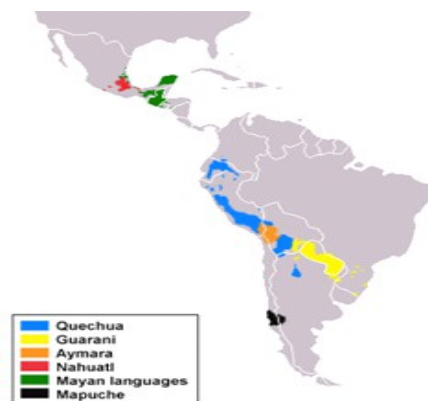 Quechua
Guarani
Aymara
Nahuatl
Mayan languages
Mapuche